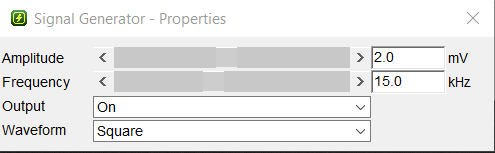 Signal Generator - Properties
Amplitude 2.0 mV
Frequency 15.0 kHz
Output On
Waveform Square